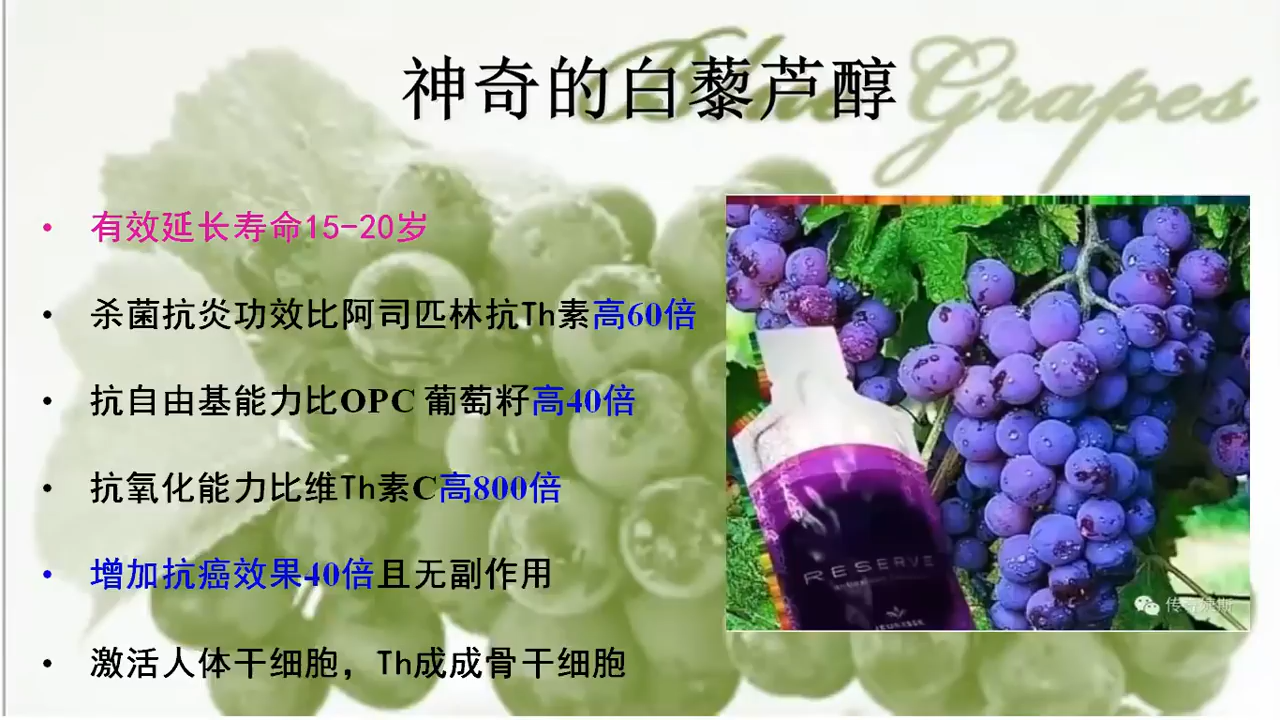 神奇的白藜芦醇
Blue Grapes
• 有效延长寿命15-20岁
• 杀菌抗炎功效比阿司匹林抗Th素高60倍
• 抗自由基能力比OPC 葡萄籽高40倍
• 抗氧化能力比维Th素C高800倍
• 增加抗癌效果40倍且无副作用
• 激活人体干细胞，Th成成骨干细胞
RESERVE
JEUNESSE